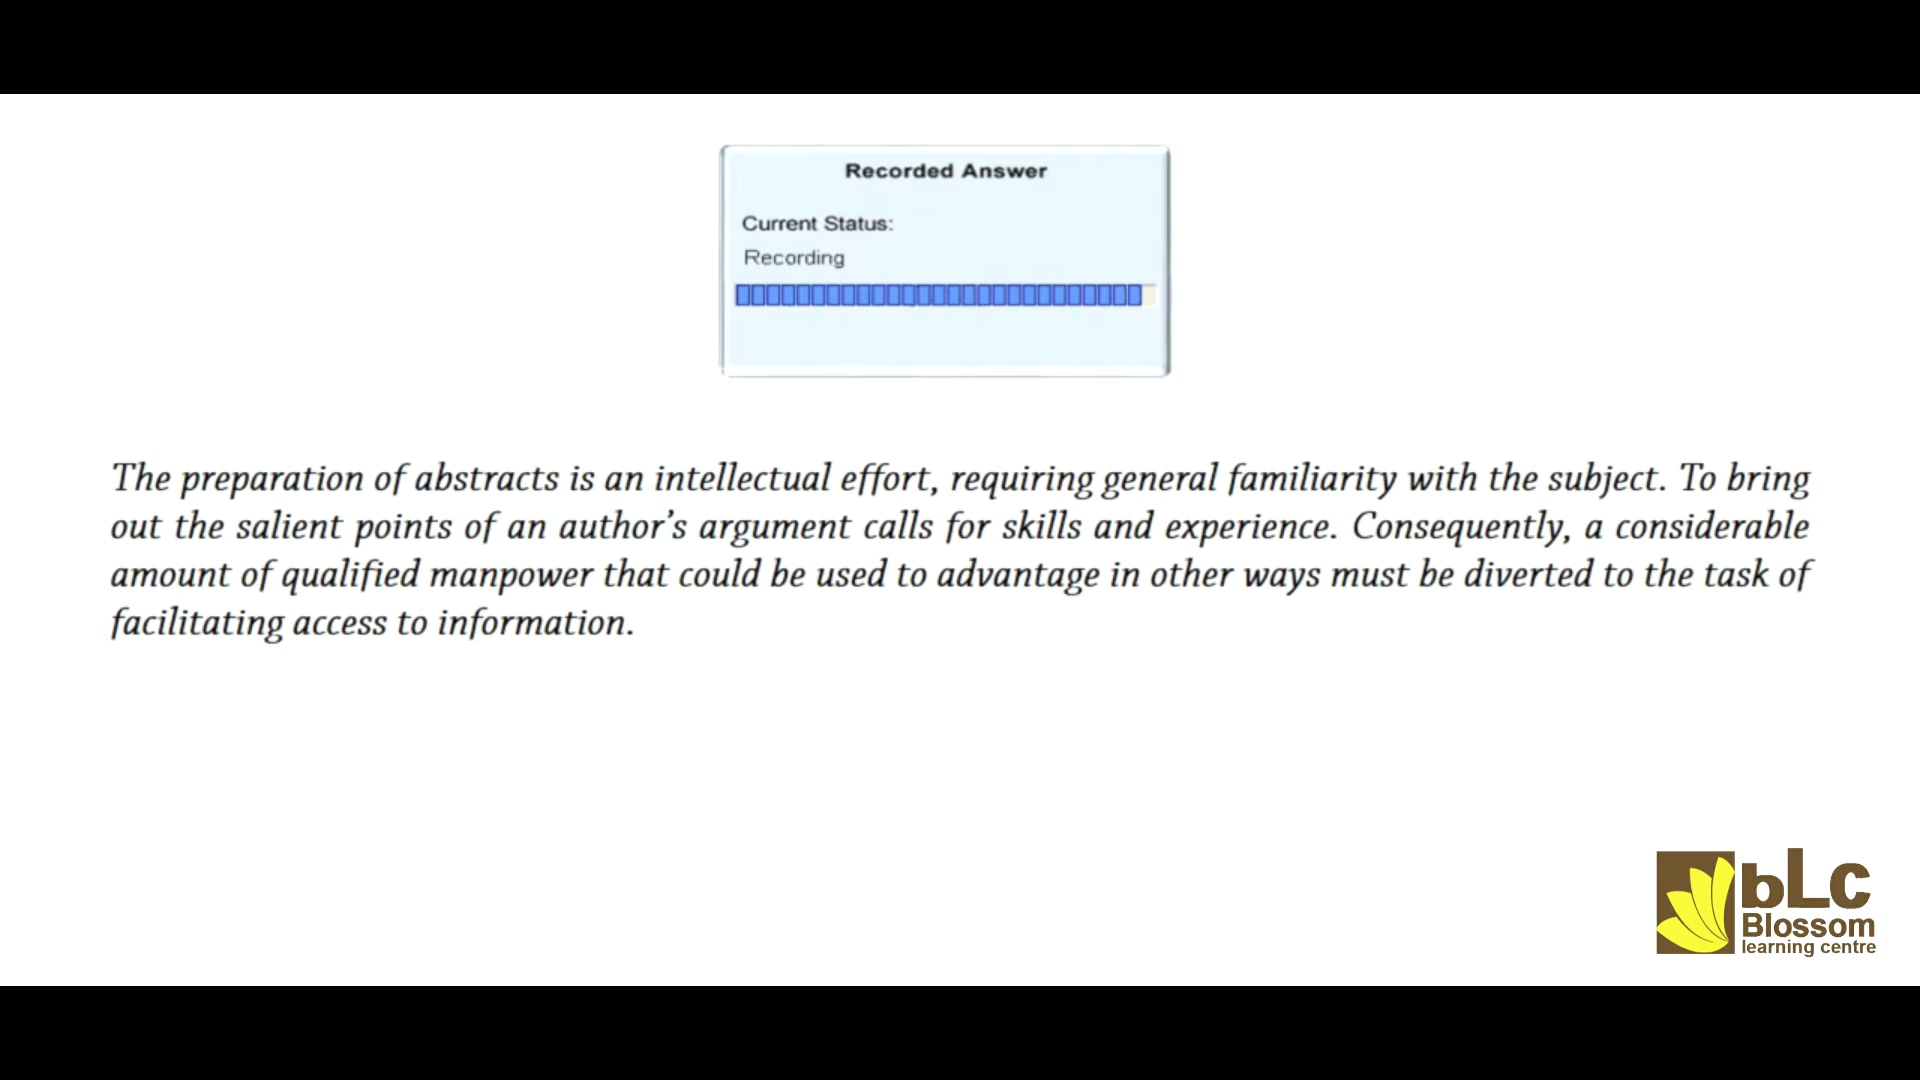 Recorded Answer
Current Status:
Recording
The preparation of abstracts is an intellectual effort, requiring general familiarity with the subject. To bring
out the salient points of an author’s argument calls for skills and experience. Consequently, a considerable
amount of qualified manpower that could be used to advantage in other ways must be diverted to the task of
facilitating access to information.
bLc
Blossom
learning centre